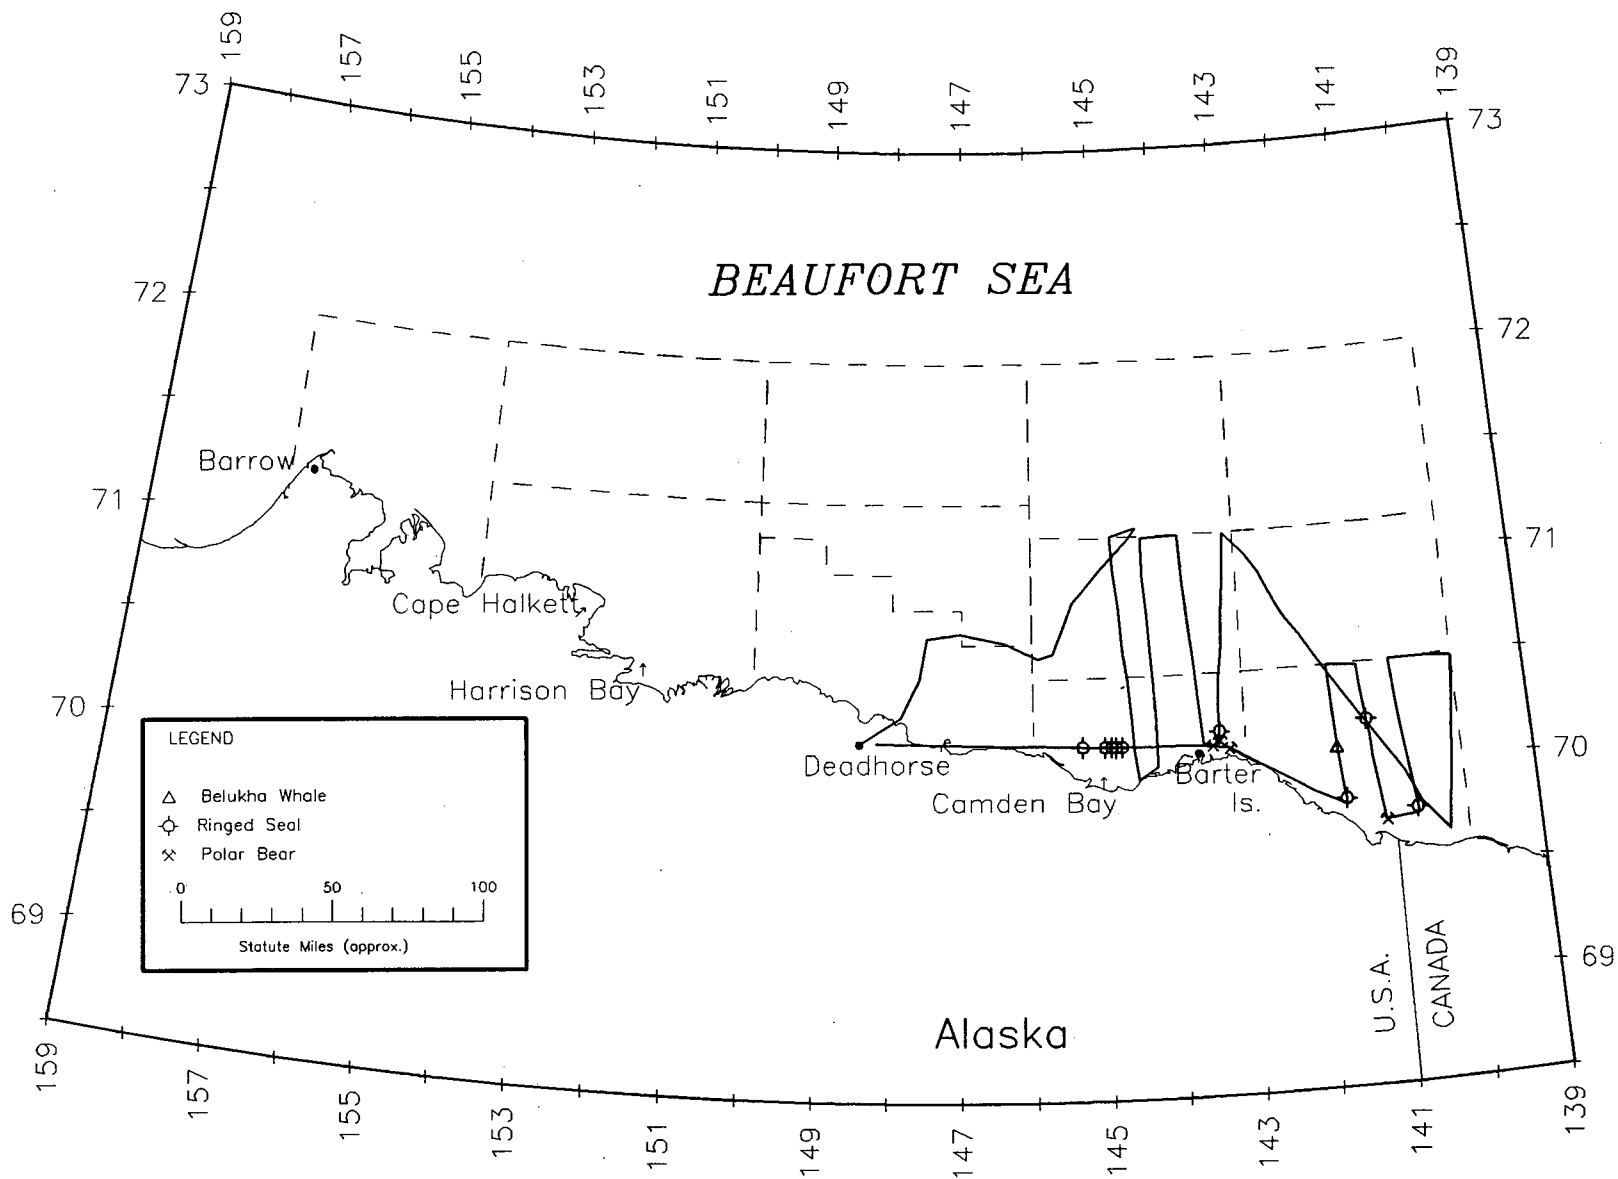 159 157 155 153 151 149 147 145 143 141 139
73 73
BEAUFORT SEA
72 72
Barrow
71 71
Cape Halkett
Harrison Bay
70 70
Deadhorse
Camden Bay
Barter
Is.
LEGEND
Belukha Whale
Ringed Seal
Polar Bear
0 50 100
Statute Miles (approx.)
69 69
U.S.A.
CANADA
Alaska
159 157 155 153 151 149 147 145 143 141 139